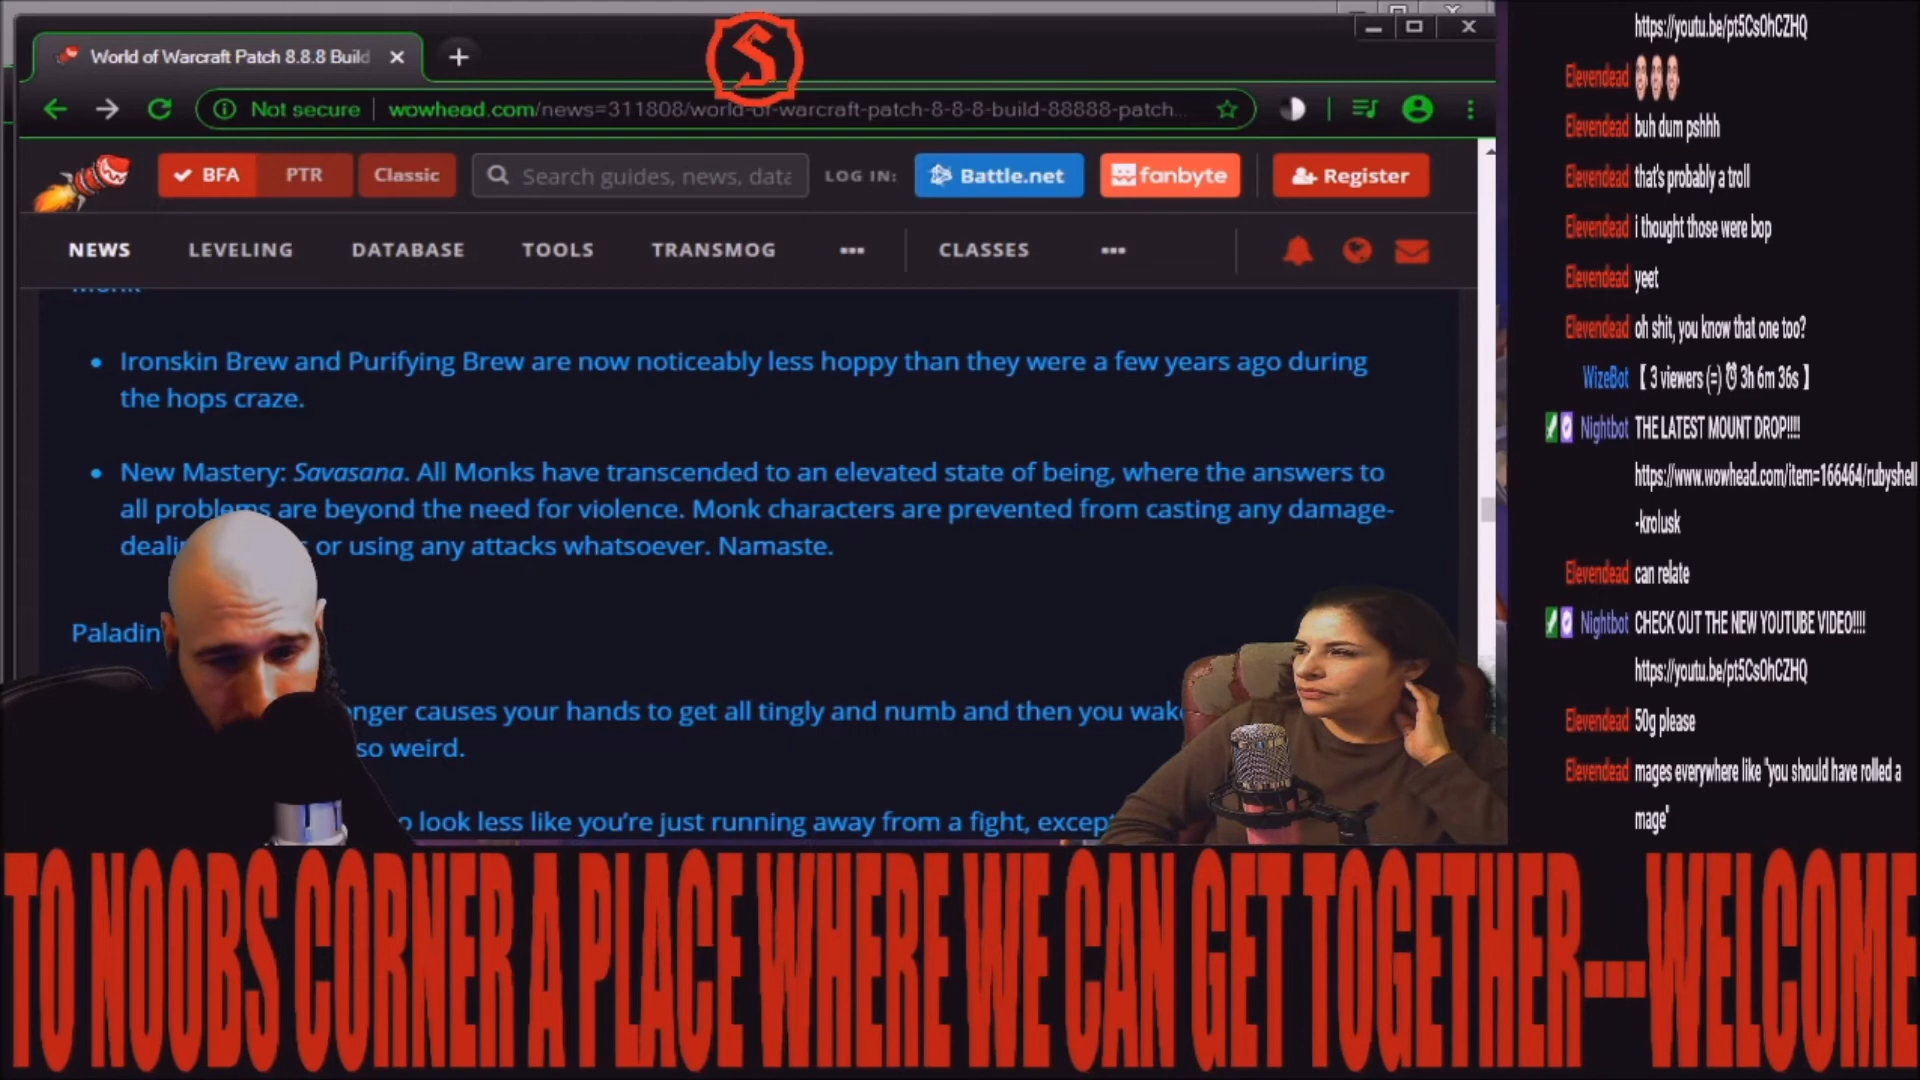 World of Warcraft Patch 8.8.8 Build
Not secure
wowhead.com/news=311808/world-of-warcraft-patch-8-8-8-build-88888-patch...
BFA
PTR
Classic
Search guides, news, data
LOG IN:
Battle.net
fanbyte
Register
NEWS
LEVELING
DATABASE
TOOLS
TRANSMOG
CLASSES
Monk
• Ironskin Brew and Purifying Brew are now noticeably less hoppy than they were a few years ago during
the hops craze.
• New Mastery: Savasana. All Monks have transcended to an elevated state of being, where the answers to
all problems are beyond the need for violence. Monk characters are prevented from casting any damage-
or using any attacks whatsoever. Namaste.
Paladin
causes your hands to get all tingly and numb and then you
so weird.
look less like you're just running away from a fight, except
https://youtu.be/pt5CsOhCZHQ
Elevendead
Elevendead buh dum pshhh
Elevendead that's probably a troll
Elevendead i thought those were bop
Elevendead yeet
Elevendead oh shit, you know that one too?
WizeBot 【 3 viewers (=) ⏰ 3h 6m 36s 】
Nightbot THE LATEST MOUNT DROP!!!!
https://www.wowhead.com/item=166464/rubyshell
-krolusk
Elevendead can relate
Nightbot CHECK OUT THE NEW YOUTUBE VIDEO!!!!
https://youtu.be/pt5CsOhCZHQ
Elevendead 50g please
Elevendead mages everywhere like "you should have rolled a
mage"
TO NOOBS CORNER A PLACE WHERE WE CAN GET TOGETHER---WELCOME